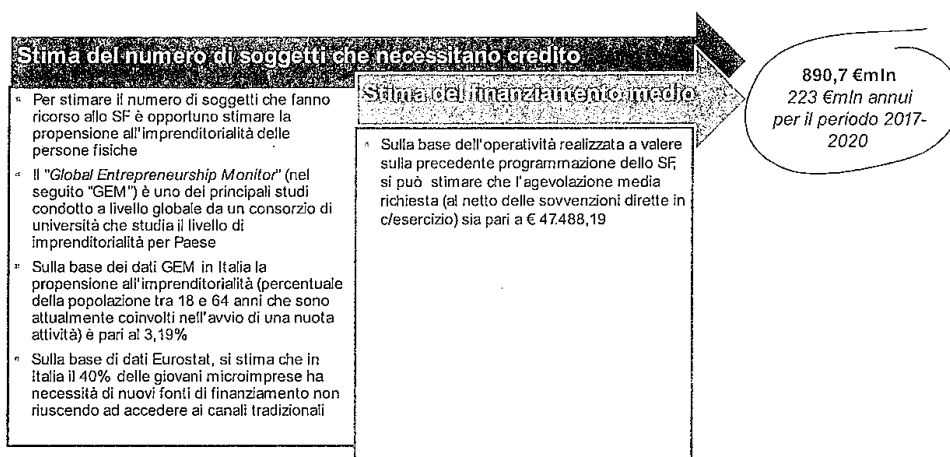 Stima del numero di soggetti che necessitano credito
Per stimare il numero di soggetti che fanno
ricorso allo SF è opportuno stimare la
propensione all'imprenditorialità delle
persone fisiche
Il "Global Entrepreneurship Monitor" (nel
seguito "GEM") è uno dei principali studi
condotto a livello globale da un consorzio di
università che studia il livello di
imprenditorialità per Paese
Sulla base dei dati GEM in Italia la
propensione all'imprenditorialità (percentuale
della popolazione tra 18 e 64 anni che sono
attualmente coinvolti nell'avvio di una nuota
attività) è pari al 3,19%
Sulla base di dati Eurostat, si stima che in
Italia il 40% delle giovani microimprese ha
necessità di nuovi fonti di finanziamento non
riuscendo ad accedere ai canali tradizionali
Stima del finanziamento medio
Sulla base dell'operatività realizzata a valere
sulla precedente programmazione dello SF,
si può stimare che l'agevolazione media
richiesta (al netto delle sovvenzioni dirette in
c/esercizio) sia pari a € 47.488,19
890,7 €mln
223 €mln annui
per il periodo 2017-
2020